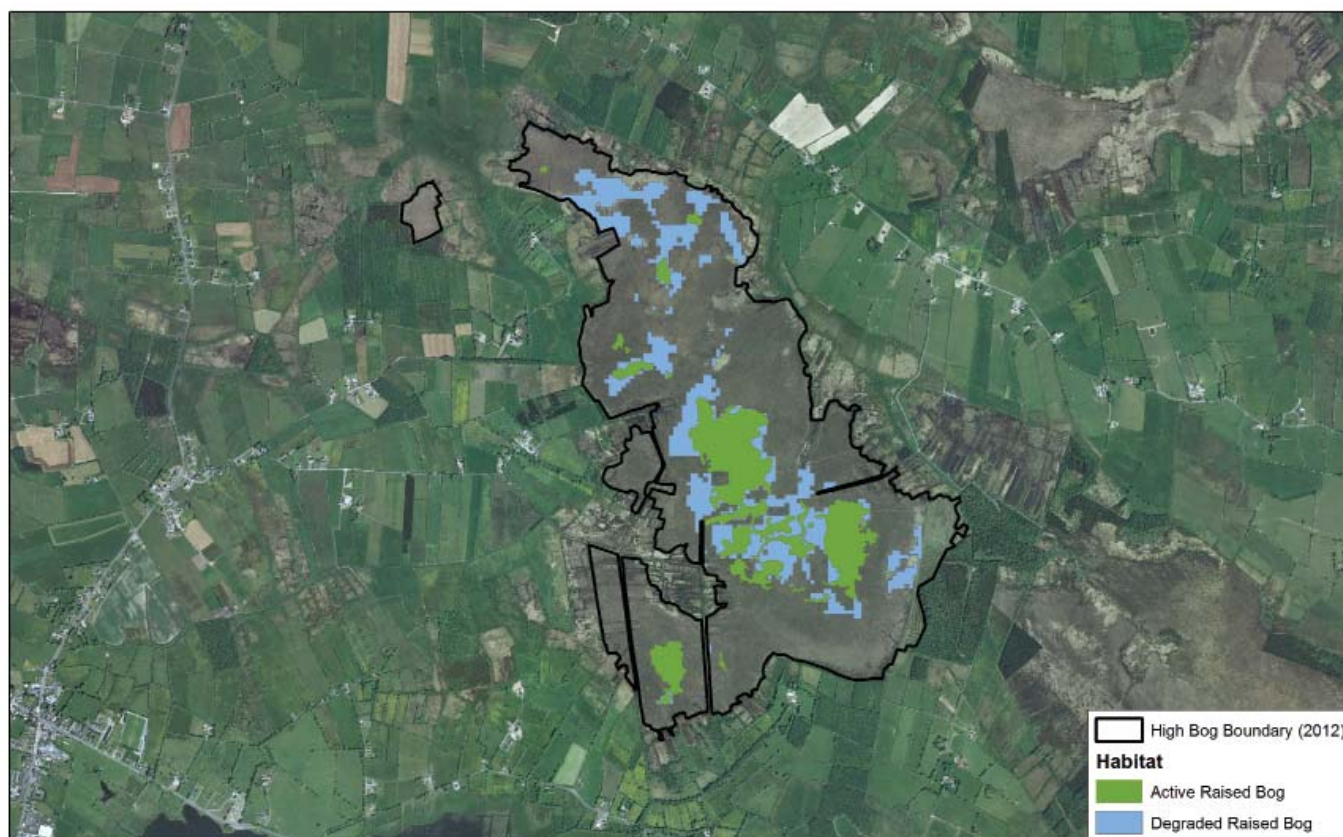 High Bog Boundary (2012)
Habitat
Active Raised Bog
Degraded Raised Bog